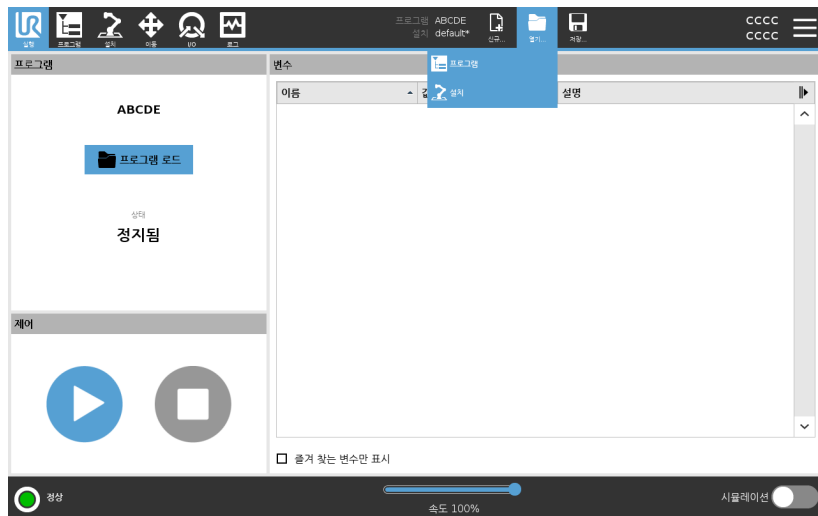 UR
실행
프로그램
설치
이동
I/O
로그
프로그램 ABCDE
설치 default*
신규...
열기...
저장...
CCCC
CCCC
프로그램
설치
프로그램
ABCDE
프로그램 로드
상태
정지됨
제어
변수
이름
설명
즐겨 찾는 변수만 표시
정상
속도 100%
시뮬레이션